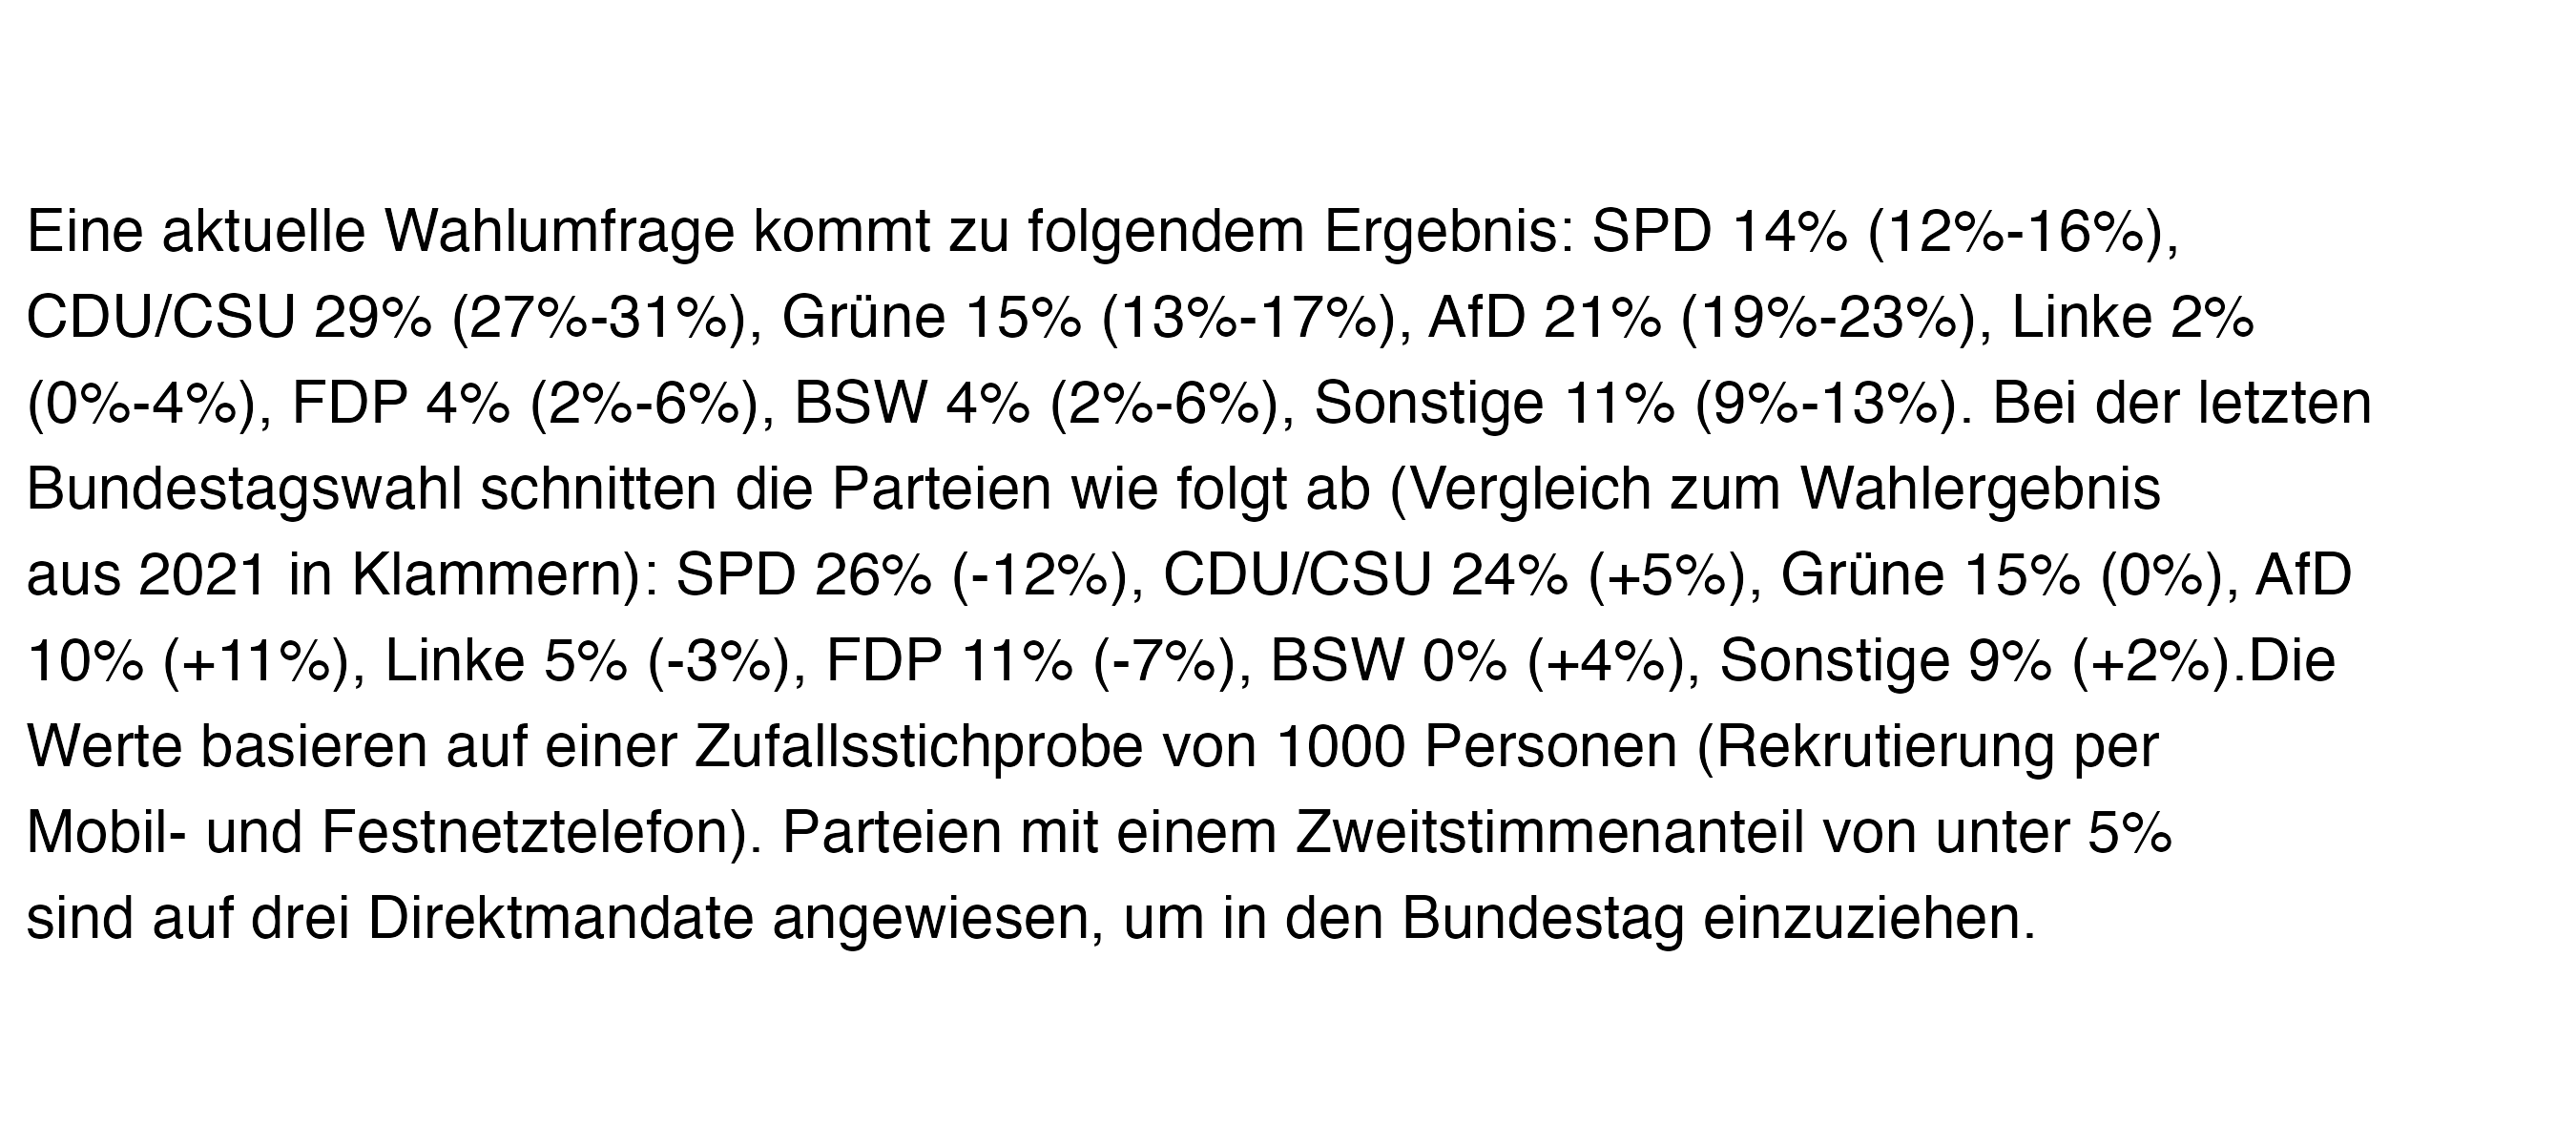 Eine aktuelle Wahlumfrage kommt zu folgendem Ergebnis: SPD 14% (12%-16%),
CDU/CSU 29% (27%-31%), Grüne 15% (13%-17%), AfD 21% (19%-23%), Linke 2%
(0%-4%), FDP 4% (2%-6%), BSW 4% (2%-6%), Sonstige 11% (9%-13%). Bei der letzten
Bundestagswahl schnitten die Parteien wie folgt ab (Vergleich zum Wahlergebnis
aus 2021 in Klammern): SPD 26% (-12%), CDU/CSU 24% (+5%), Grüne 15% (0%), AfD
10% (+11%), Linke 5% (-3%), FDP 11% (-7%), BSW 0% (+4%), Sonstige 9% (+2%).Die
Werte basieren auf einer Zufallsstichprobe von 1000 Personen (Rekrutierung per
Mobil- und Festnetztelefon). Parteien mit einem Zweitstimmenanteil von unter 5%
sind auf drei Direktmandate angewiesen, um in den Bundestag einzuziehen.